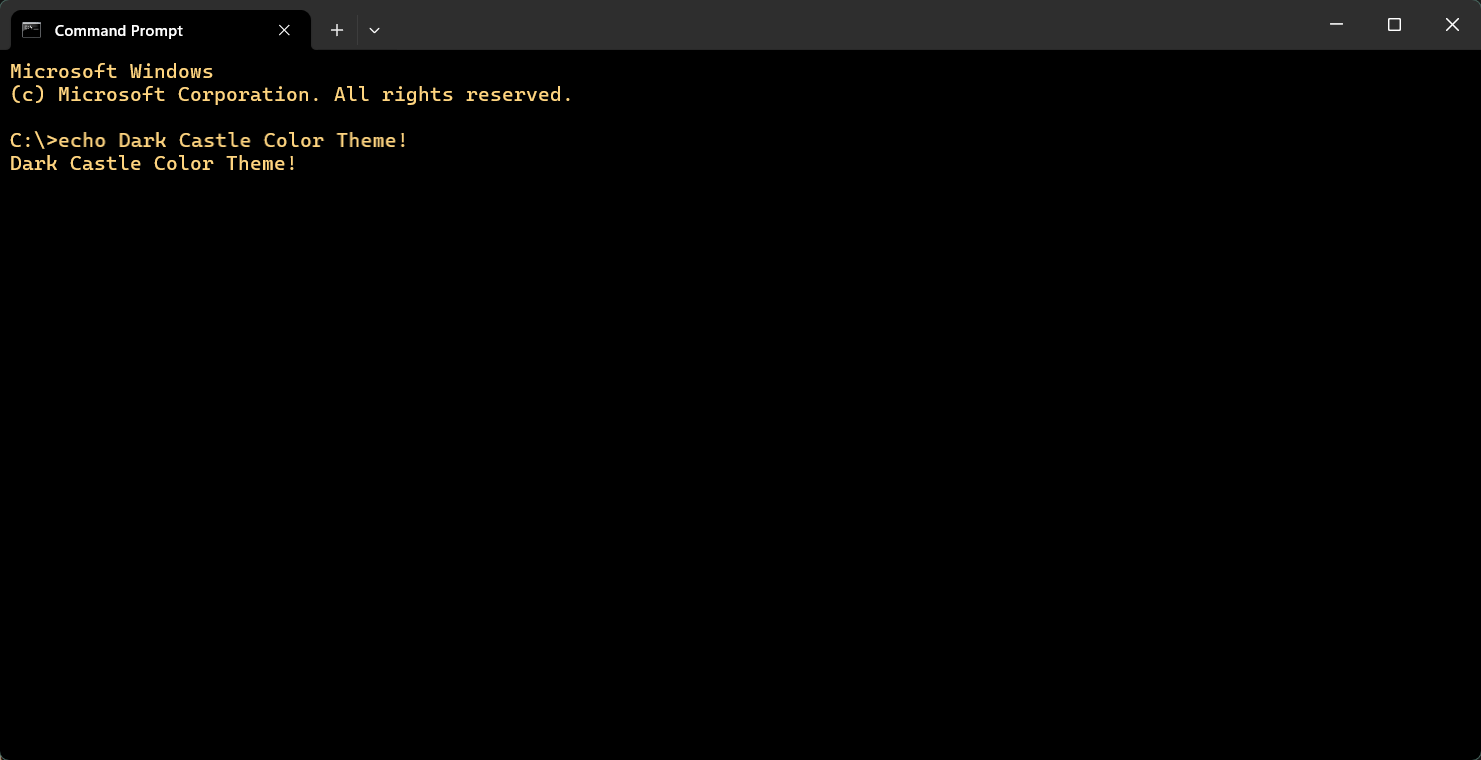 Command Prompt
Microsoft Windows
(c) Microsoft Corporation. All rights reserved.
C:\>echo Dark Castle Color Theme!
Dark Castle Color Theme!